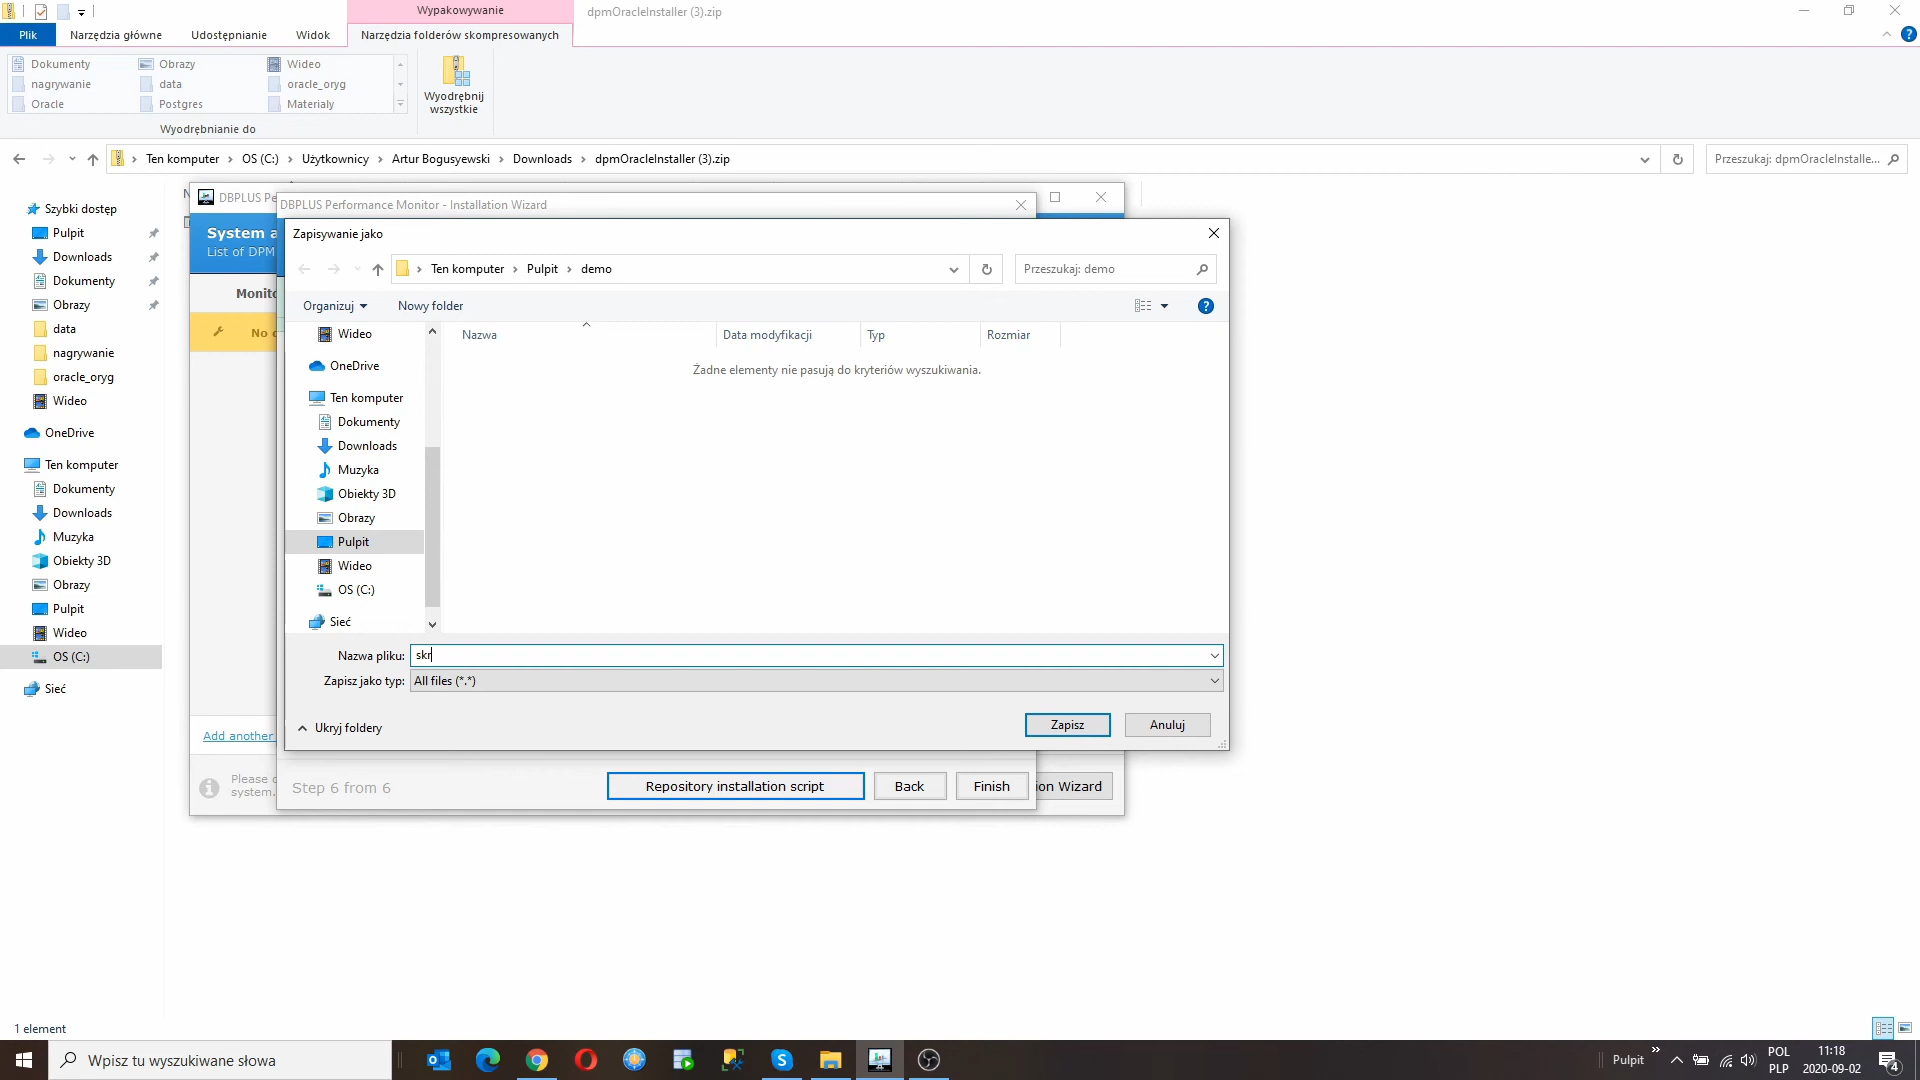 Wypakowywanie
dpmOracleInstaller (3).zip
Plik
Narzędzia główne
Udostępnianie
Widok
Narzędzia folderów skompresowanych
Dokumenty
Obrazy
Wideo
nagrywanie
data
oracle_oryg
Oracle
Postgres
Materialy
Wyodrębnij
wszystkie
Wyodrębnianie do
Ten komputer
OS (C:)
Użytkownicy
Artur Bogusyewski
Downloads
dpmOracleInstaller (3).zip
Przeszukaj: dpmOracleInstalle...
Szybki dostęp
Pulpit
Downloads
Dokumenty
Obrazy
data
nagrywanie
oracle_oryg
Wideo
OneDrive
Ten komputer
Dokumenty
Downloads
Muzyka
Obiekty 3D
Obrazy
Pulpit
Wideo
OS (C:)
Sieć
DBPLUS Pe
System a
List of DPM
Monito
No
Add another
Please
system.
ion Wizard
DBPLUS Performance Monitor - Installation Wizard
Zapisywanie jako
Ten komputer
Pulpit
demo
Przeszukaj: demo
Organizuj
Nowy folder
Wideo
OneDrive
Ten komputer
Dokumenty
Downloads
Muzyka
Obiekty 3D
Obrazy
Pulpit
Wideo
OS (C:)
Sieć
Nazwa
Data modyfikacji
Typ
Rozmiar
Żadne elementy nie pasują do kryteriów wyszukiwania.
Nazwa pliku:
skr
Zapisz jako typ:
All files (*.*)
Ukryj foldery
Zapisz
Anuluj
Step 6 from 6
Repository installation script
Back
Finish
1 element
Wpisz tu wyszukiwane słowa
Pulpit
POL
PLP
11:18
2020-09-02
4